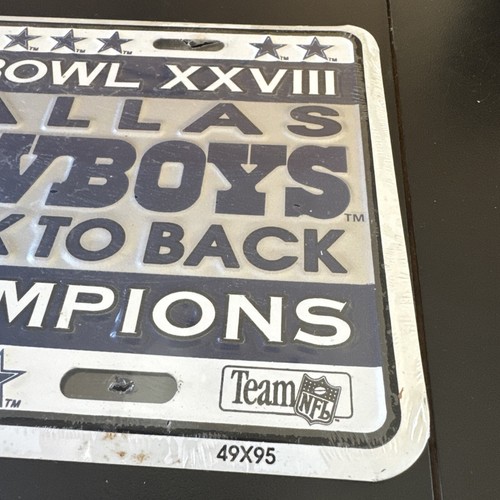 BOWL XXVIII
ALLAS
WBOYS
K TO BACK
MPIONS
Team NFL
49X95